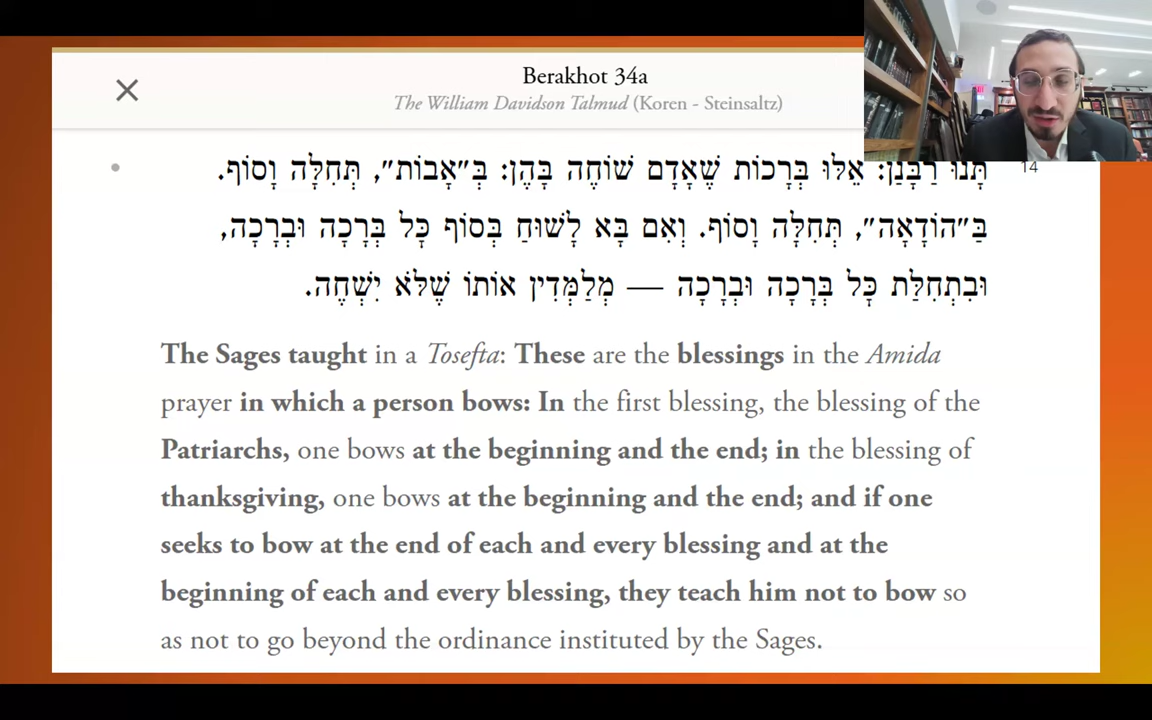 Berakhot 34a
The William Davidson Talmud (Koren - Steinsaltz)
תָּנוּ רַבָּנַן: אֵלּוּ בְּרָכוֹת שֶׁאָדָם שׁוֹחֶה בָּהֶן: בְּ״אָבוֹת״, תְּחִלָּה וָסוֹף.
14
בַּ״הוֹדָאָה״, תְּחִלָּה וָסוֹף. וְאִם בָּא לָשׁוּחַ בְּסוֹף כׇּל בְּרָכָה וּבְרָכָה,
וּבִתְחִלַּת כׇּל בְּרָכָה וּבְרָכָה — מְלַמְּדִין אוֹתוֹ שֶׁלֹּא יִשְׁחֶה.
The Sages taught in a Tosefta: These are the blessings in the Amida
prayer in which a person bows: In the first blessing, the blessing of the
Patriarchs, one bows at the beginning and the end; in the blessing of
thanksgiving, one bows at the beginning and the end; and if one
seeks to bow at the end of each and every blessing and at the
beginning of each and every blessing, they teach him not to bow so
as not to go beyond the ordinance instituted by the Sages.